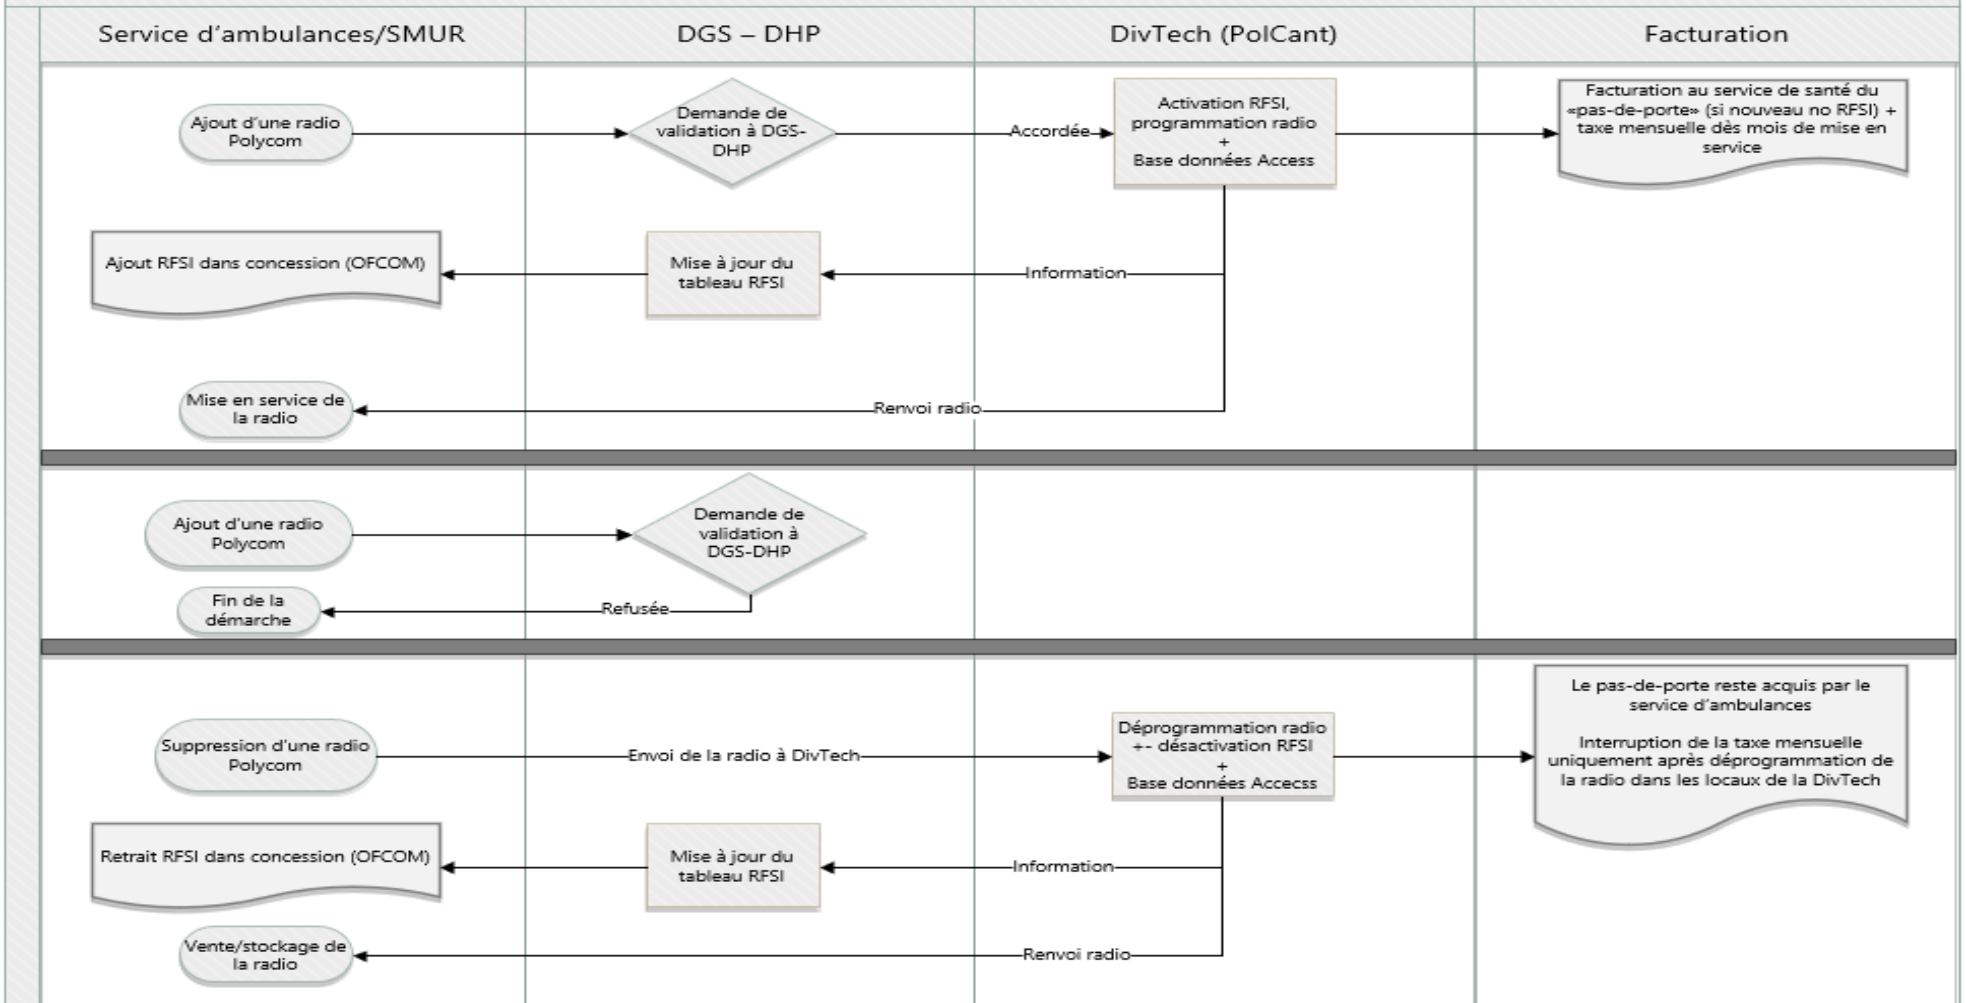 Service d'ambulances/SMUR
DGS – DHP
DivTech (PolCant)
Facturation
Ajout d'une radio
Polycom
Demande de
validation à DGS-
DHP
Accordée
Activation RFSI,
programmation radio
+
Base données Access
Facturation au service de santé du
«pas-de-porte» (si nouveau no RFSI) +
taxe mensuelle dès mois de mise en
service
Ajout RFSI dans concession (OFCOM)
Mise à jour du
tableau RFSI
Information
Mise en service de
la radio
Renvoi radio
Ajout d'une radio
Polycom
Demande de
validation à
DGS-DHP
Fin de la
démarche
Refusée
Suppression d'une radio
Polycom
Envoi de la radio à DivTech
Déprogrammation radio
+- désactivation RFSI
+
Base données Accecss
Le pas-de-porte reste acquis par le
service d'ambulances
Interruption de la taxe mensuelle
uniquement après déprogrammation de
la radio dans les locaux de la DivTech
Retrait RFSI dans concession (OFCOM)
Mise à jour du
tableau RFSI
Information
Vente/stockage de
la radio
Renvoi radio